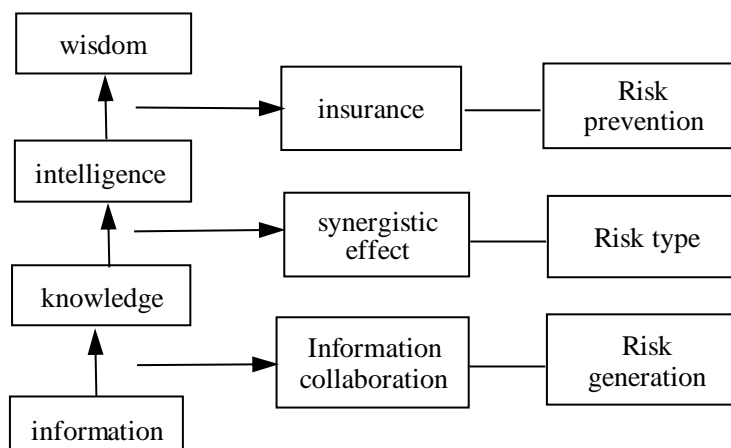 wisdom
insurance
Risk
prevention
intelligence
synergistic
effect
Risk type
knowledge
Information
collaboration
Risk
generation
information